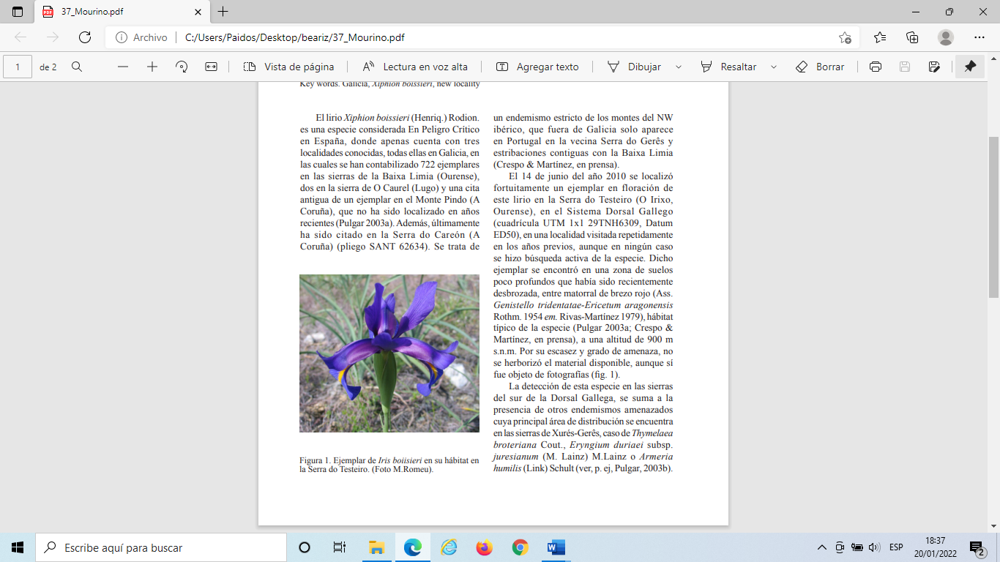 37_Mourino.pdf
Archivo
C:/Users/Paidos/Desktop/beariz/37_Mourino.pdf
1
de 2
Vista de página
Lectura en voz alta
Agregar texto
Dibujar
Resaltar
Borrar
Key words. Galicia, Xiphion boissieri, new locality
El lirio Xiphion boissieri (Henriq.) Rodion.
es una especie considerada En Peligro Crítico
en España, donde apenas cuenta con tres
localidades conocidas, todas ellas en Galicia, en
las cuales se han contabilizado 722 ejemplares
en las sierras de la Baixa Limia (Ourense),
dos en la sierra de O Caurel (Lugo) y una cita
antigua de un ejemplar en el Monte Pindo (A
Coruña), que no ha sido localizado en años
recientes (Pulgar 2003a). Además, últimamente
ha sido citado en la Serra do Careón (A
Coruña) (pliego SANT 62634). Se trata de
Figura 1. Ejemplar de Iris boiisieri en su hábitat en
la Serra do Testeiro. (Foto M.Romeu).
un endemismo estricto de los montes del NW
ibérico, que fuera de Galicia solo aparece
en Portugal en la vecina Serra do Gerês y
estribaciones contiguas con la Baixa Limia
(Crespo & Martínez, en prensa).
El 14 de junio del año 2010 se localizó
fortuitamente un ejemplar en floración de
este lirio en la Serra do Testeiro (O Irixo,
Ourense), en el Sistema Dorsal Gallego
(cuadrícula UTM 1x1 29TNH6309, Datum
ED50), en una localidad visitada repetidamente
en los años previos, aunque en ningún caso
se hizo búsqueda activa de la especie. Dicho
ejemplar se encontró en una zona de suelos
poco profundos que había sido recientemente
desbrozada, entre matorral de brezo rojo (Ass.
Genistello tridentatae-Ericetum aragonensis
Rothm. 1954 em. Rivas-Martínez 1979), hábitat
típico de la especie (Pulgar 2003a; Crespo &
Martínez, en prensa), a una altitud de 900 m
s.n.m. Por su escasez y grado de amenaza, no
se herborizó el material disponible, aunque sí
fue objeto de fotografías (fig. 1).
La detección de esta especie en las sierras
del sur de la Dorsal Gallega, se suma a la
presencia de otros endemismos amenazados
cuya principal área de distribución se encuentra
en las sierras de Xurés-Gerês, caso de Thymelaea
broteriana Cout., Eryngium duriaei subsp.
juresianum (M. Lainz) M.Lainz o Armeria
humilis (Link) Schult (ver, p. ej, Pulgar, 2003b).
Escribe aquí para buscar
ESP
18:37
20/01/2022
2